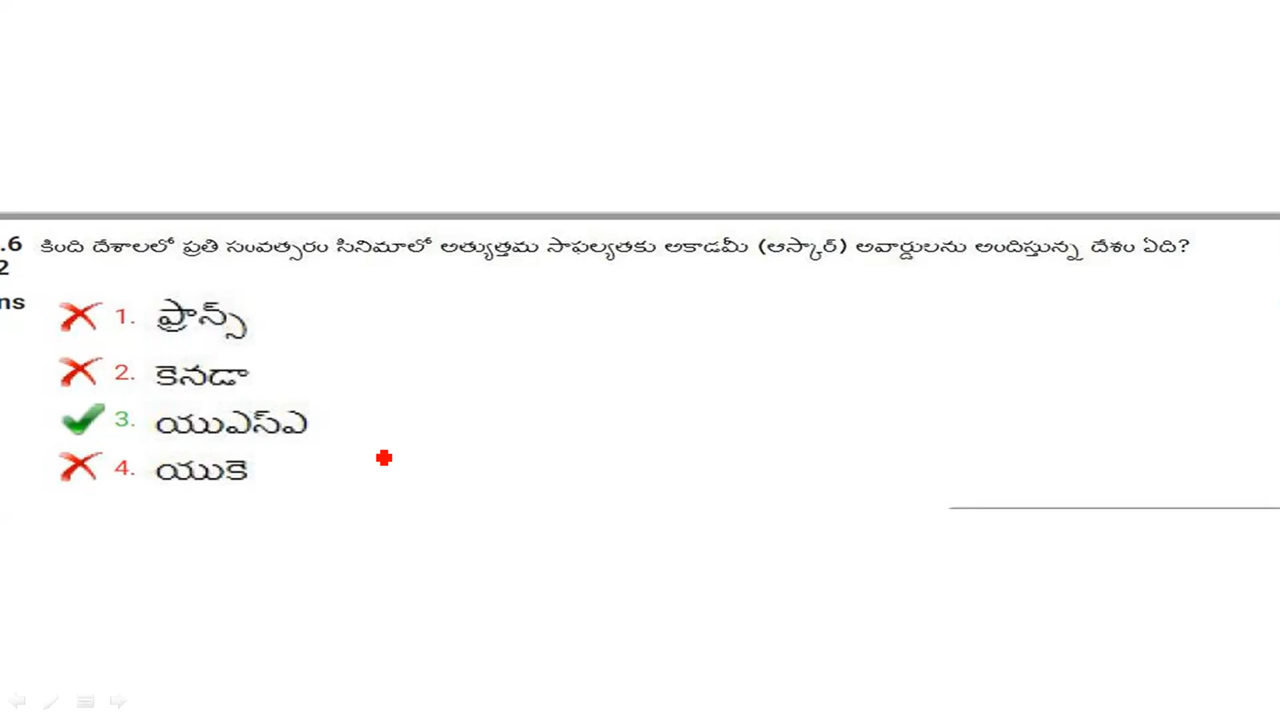 .6 కింది దేశాలలో ప్రతి సంవత్సరం సినిమాలో అత్యుత్తమ సాఫల్యతకు అకాడమీ (ఆస్కార్) అవార్డులను అందిస్తున్న దేశం ఏది?
2
ns
1. ఫ్రాన్స్
2. కెనడా
3. యుఎస్ఎ
4. యుకె